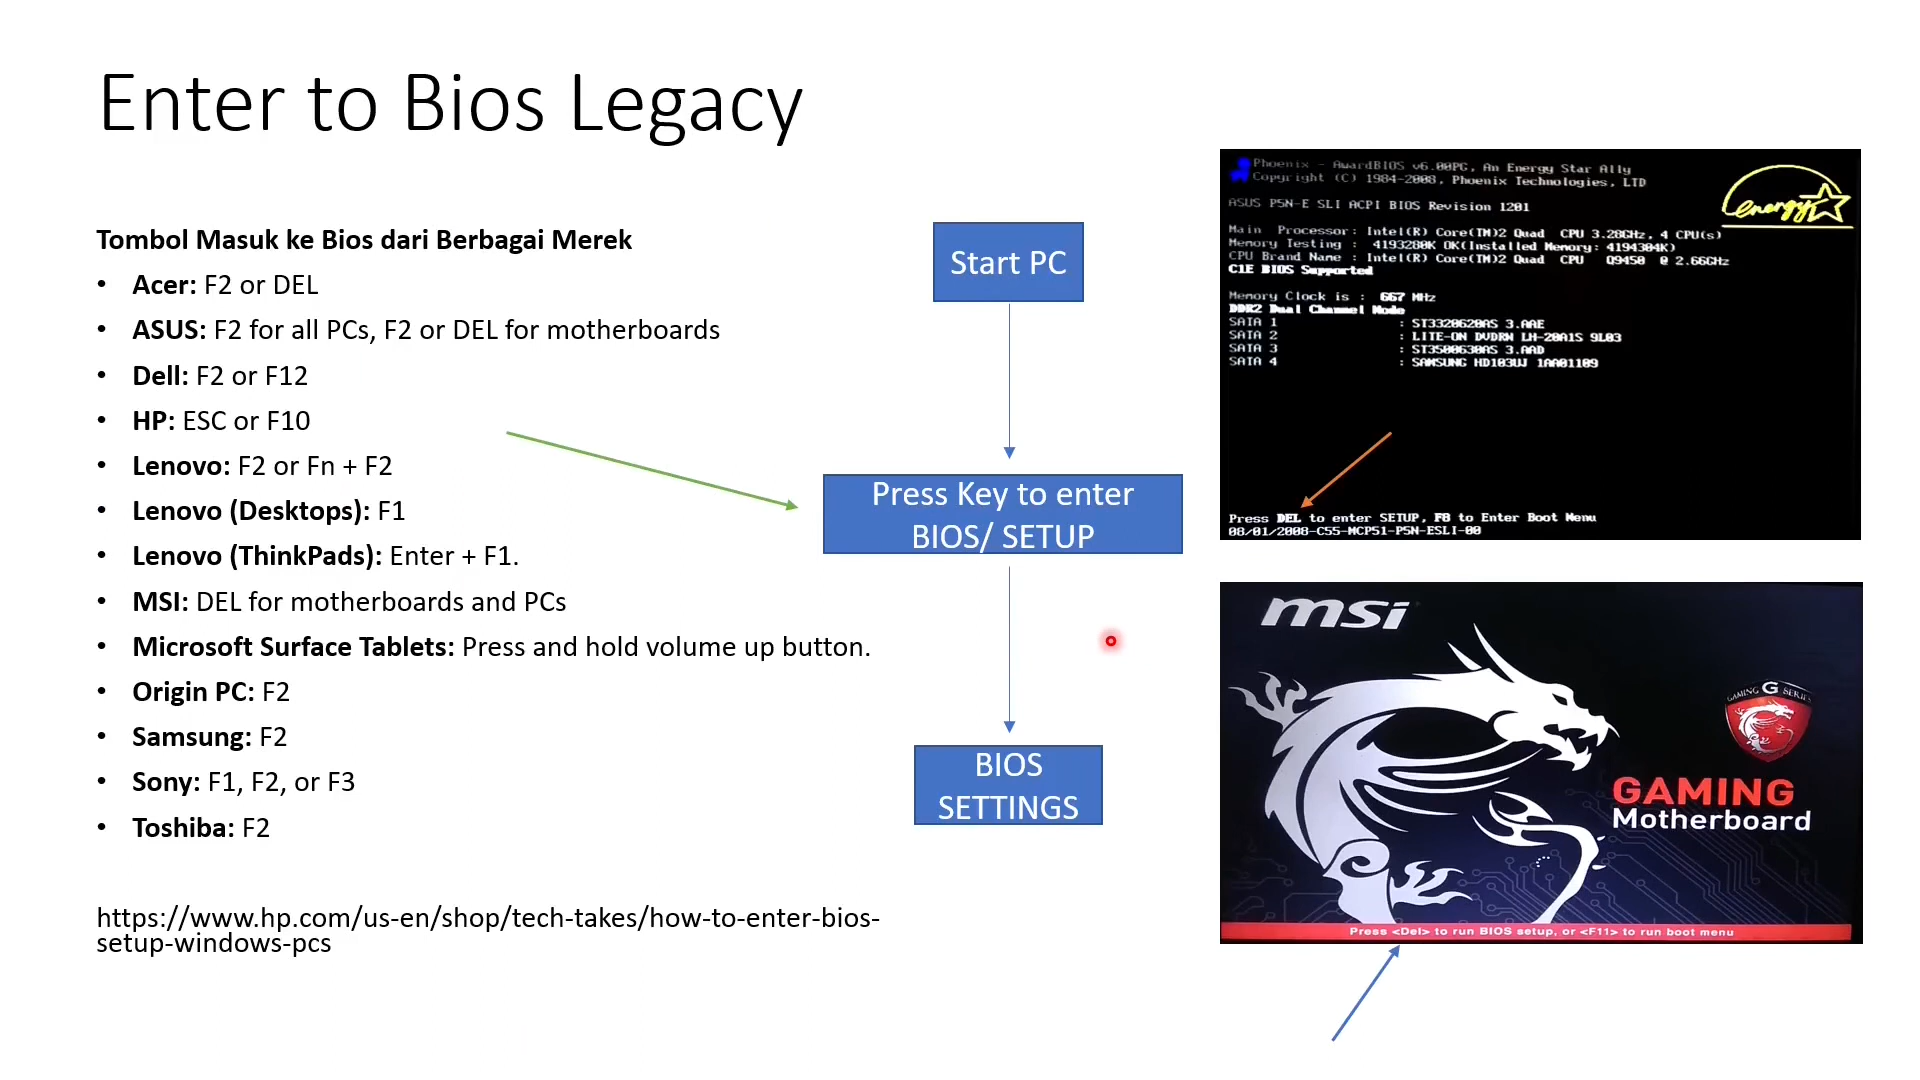 Enter to Bios Legacy
Tombol Masuk ke Bios dari Berbagai Merek
• Acer: F2 or DEL
• ASUS: F2 for all PCs, F2 or DEL for motherboards
• Dell: F2 or F12
• HP: ESC or F10
• Lenovo: F2 or Fn + F2
• Lenovo (Desktops): F1
• Lenovo (ThinkPads): Enter + F1.
• MSI: DEL for motherboards and PCs
• Microsoft Surface Tablets: Press and hold volume up button.
• Origin PC: F2
• Samsung: F2
• Sony: F1, F2, or F3
• Toshiba: F2
https://www.hp.com/us-en/shop/tech-takes/how-to-enter-bios-
setup-windows-pcs
Start PC
Press Key to enter
BIOS/ SETUP
BIOS
SETTINGS
Phoenix - AwardBIOS v6.00PG, An Energy Star Ally
Copyright (C) 1984-2008, Phoenix Technologies, LTD
energy
ASUS P5N-E SLI ACPI BIOS Revision 1201
Main Processor: Intel(R) Core(TM)2 Quad CPU 3.28GHz, 4 CPU(s)
Memory Testing : 4193280K OK(Installed Memory: 4194304K)
CPU Brand Name : Intel(R) Core(TM)2 Quad CPU Q9450 @ 2.66GHz
C1E BIOS Supported
Memory Clock is : 667 MHz
DDR2 Dual Channel Mode
SATA 1 : ST3320620AS 3.AAE
SATA 2 : LITE-ON DVDRW LH-20A1S 9L03
SATA 3 : ST3500630AS 3.AAD
SATA 4 : SAMSUNG HD103UJ 1AA01109
Press DEL to enter SETUP, F8 to Enter Boot Menu
08/01/2008-C55-MCP51-P5N-ESLI-00
msi
GAMING G SERIES
GAMING
Motherboard
Press <Del> to run BIOS setup, or <F11> to run boot menu